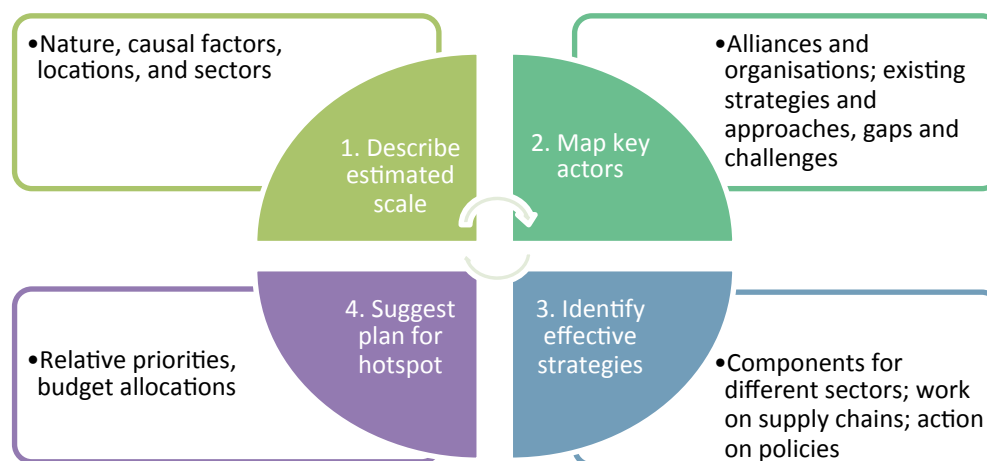 •Nature, causal factors,
locations, and sectors
1. Describe
estimated
scale
2. Map key
actors
•Alliances and
organisations; existing
strategies and
approaches, gaps and
challenges
4. Suggest
plan for
hotspot
•Relative priorities,
budget allocations
3. Identify
effective
strategies
•Components for
different sectors; work
on supply chains; action
on policies